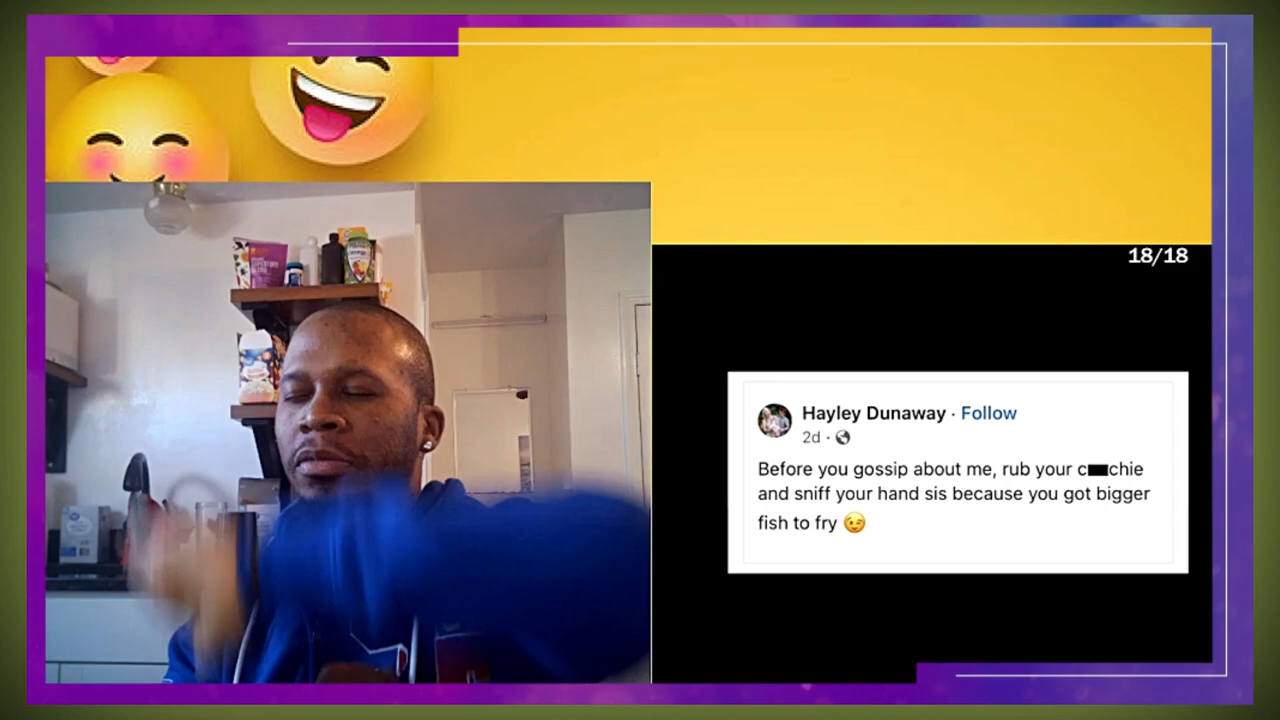 18/18
Hayley Dunaway · Follow
2d ·
Before you gossip about me, rub your c██chie
and sniff your hand sis because you got bigger
fish to fry 😉